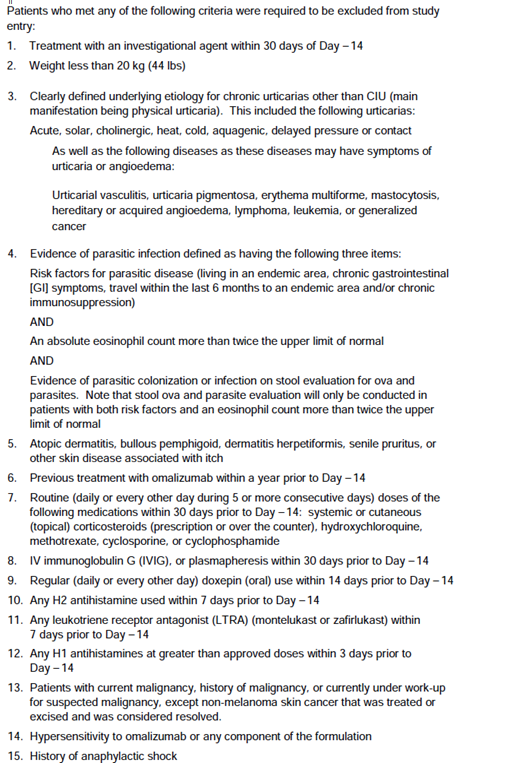 Patients who met any of the following criteria were required to be excluded from study
entry:
1. Treatment with an investigational agent within 30 days of Day −14
2. Weight less than 20 kg (44 lbs)
3. Clearly defined underlying etiology for chronic urticarias other than CIU (main
manifestation being physical urticaria). This included the following urticarias:
Acute, solar, cholinergic, heat, cold, aquagenic, delayed pressure or contact
As well as the following diseases as these diseases may have symptoms of
urticaria or angioedema:
Urticarial vasculitis, urticaria pigmentosa, erythema multiforme, mastocytosis,
hereditary or acquired angioedema, lymphoma, leukemia, or generalized
cancer
4. Evidence of parasitic infection defined as having the following three items:
Risk factors for parasitic disease (living in an endemic area, chronic gastrointestinal
[GI] symptoms, travel within the last 6 months to an endemic area and/or chronic
immunosuppression)
AND
An absolute eosinophil count more than twice the upper limit of normal
AND
Evidence of parasitic colonization or infection on stool evaluation for ova and
parasites. Note that stool ova and parasite evaluation will only be conducted in
patients with both risk factors and an eosinophil count more than twice the upper
limit of normal
5. Atopic dermatitis, bullous pemphigoid, dermatitis herpetiformis, senile pruritus, or
other skin disease associated with itch
6. Previous treatment with omalizumab within a year prior to Day −14
7. Routine (daily or every other day during 5 or more consecutive days) doses of the
following medications within 30 days prior to Day −14: systemic or cutaneous
(topical) corticosteroids (prescription or over the counter), hydroxychloroquine,
methotrexate, cyclosporine, or cyclophosphamide
8. IV immunoglobulin G (IVIG), or plasmapheresis within 30 days prior to Day −14
9. Regular (daily or every other day) doxepin (oral) use within 14 days prior to Day −14
10. Any H2 antihistamine used within 7 days prior to Day −14
11. Any leukotriene receptor antagonist (LTRA) (montelukast or zafirlukast) within
7 days prior to Day −14
12. Any H1 antihistamines at greater than approved doses within 3 days prior to
Day −14
13. Patients with current malignancy, history of malignancy, or currently under work-up
for suspected malignancy, except non-melanoma skin cancer that was treated or
excised and was considered resolved.
14. Hypersensitivity to omalizumab or any component of the formulation
15. History of anaphylactic shock